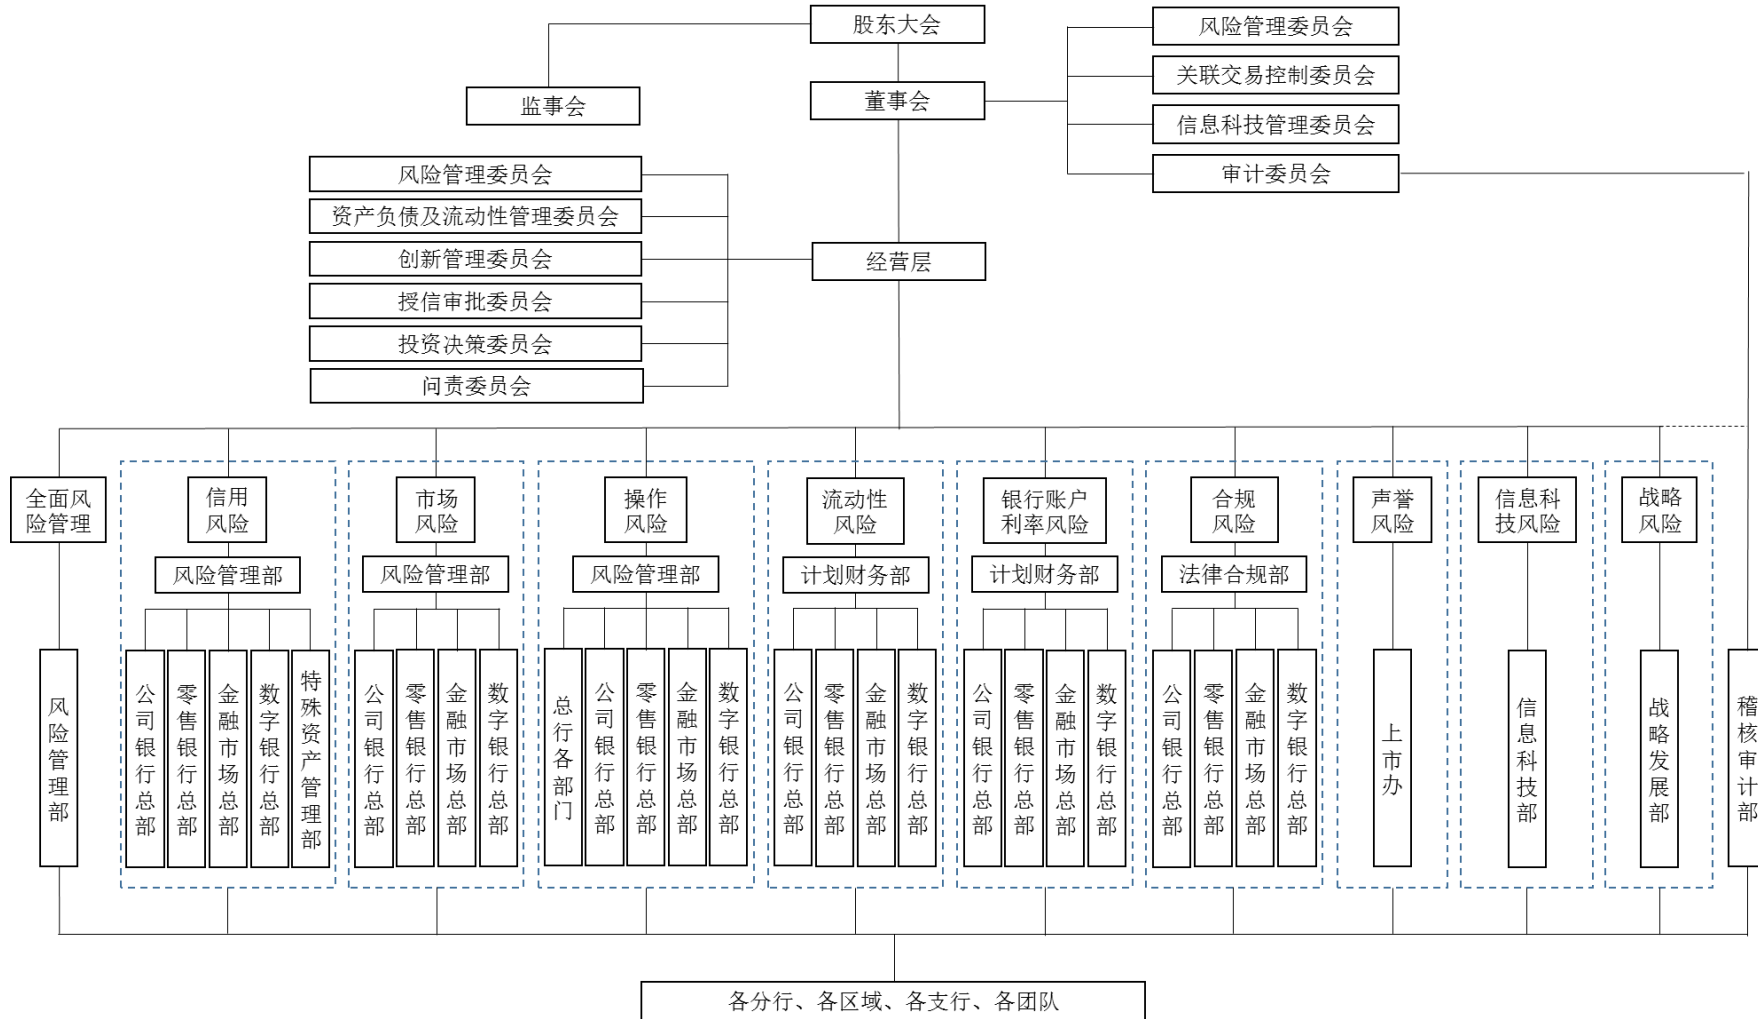 股东大会
监事会
董事会
风险管理委员会
关联交易控制委员会
信息科技管理委员会
审计委员会
风险管理委员会
资产负债及流动性管理委员会
创新管理委员会
授信审批委员会
投资决策委员会
问责委员会
经营层
全面风
险管理
风险管理部
信用
风险
风险管理部
公司银行总部
零售银行总部
金融市场总部
数字银行总部
特殊资产管理部
市场
风险
风险管理部
公司银行总部
零售银行总部
金融市场总部
数字银行总部
操作
风险
风险管理部
总行各部门
公司银行总部
零售银行总部
金融市场总部
数字银行总部
流动性
风险
计划财务部
公司银行总部
零售银行总部
金融市场总部
数字银行总部
银行账户
利率风险
计划财务部
公司银行总部
零售银行总部
金融市场总部
数字银行总部
合规
风险
法律合规部
公司银行总部
零售银行总部
金融市场总部
数字银行总部
声誉
风险
上市办
信息科
技风险
信息科技部
战略
风险
战略发展部
稽核审计部
各分行、各区域、各支行、各团队